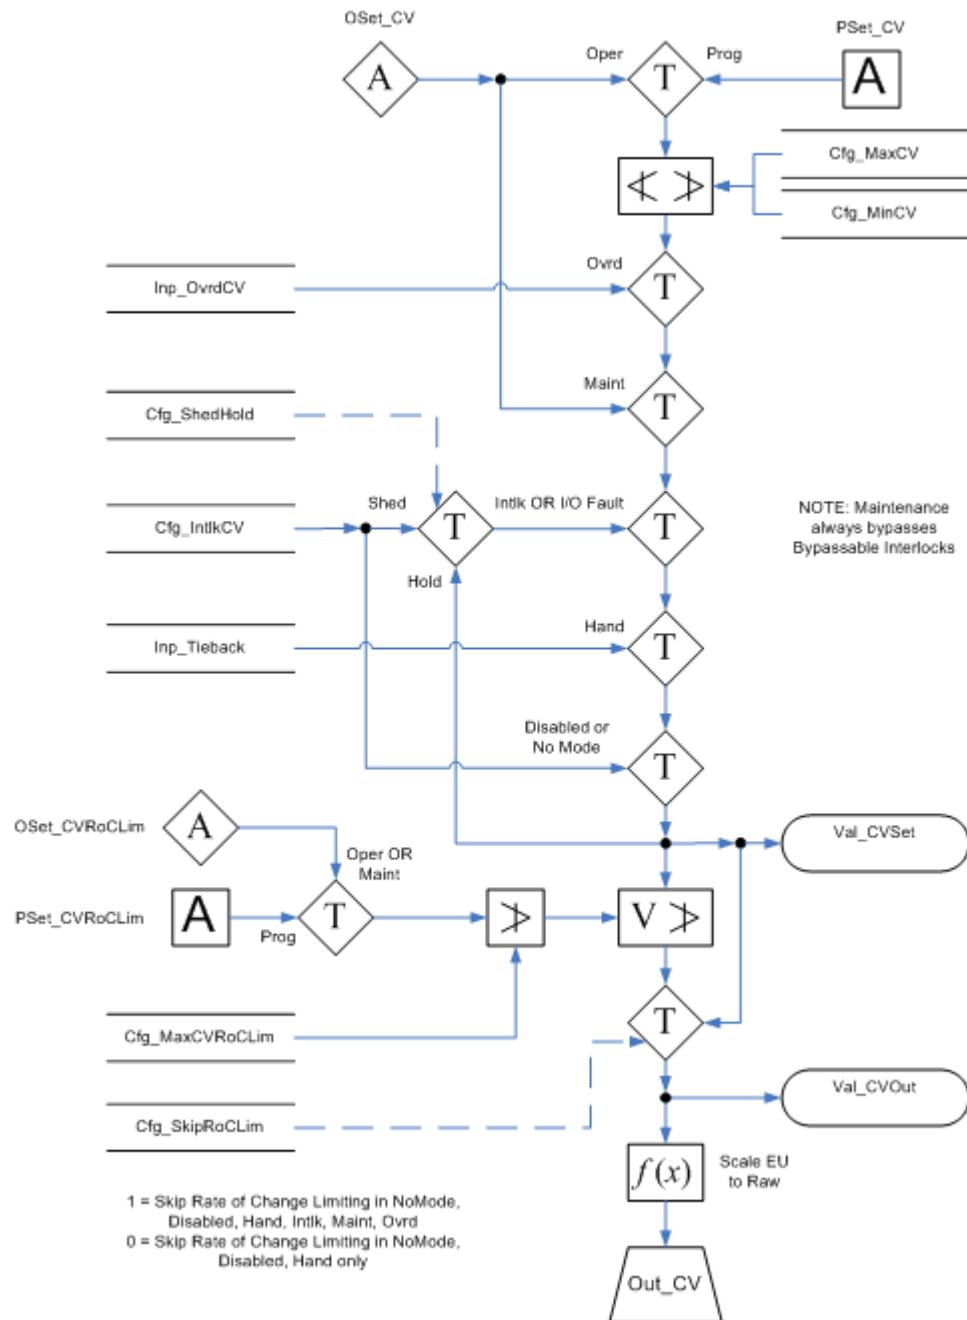 OSet_CV
PSet_CV
A
Oper
T
Prog
A
Cfg_MaxCV
≮ ≯
Cfg_MinCV
Ovrd
Inp_OvrdCV
T
Maint
T
Cfg_ShedHold
Shed
Intlk OR I/O Fault
Cfg_IntlkCV
T
T
NOTE: Maintenance
always bypasses
Bypassable Interlocks
Hold
Hand
Inp_Tieback
T
Disabled or
No Mode
T
OSet_CVRoCLim
A
Val_CVSet
Oper OR
Maint
PSet_CVRoCLim
A
Prog
T
≯
V ≯
Cfg_MaxCVRoCLim
T
Val_CVOut
Cfg_SkipRoCLim
f(x)
Scale EU
to Raw
1 = Skip Rate of Change Limiting in NoMode,
Disabled, Hand, Intlk, Maint, Ovrd
0 = Skip Rate of Change Limiting in NoMode,
Disabled, Hand only
Out_CV